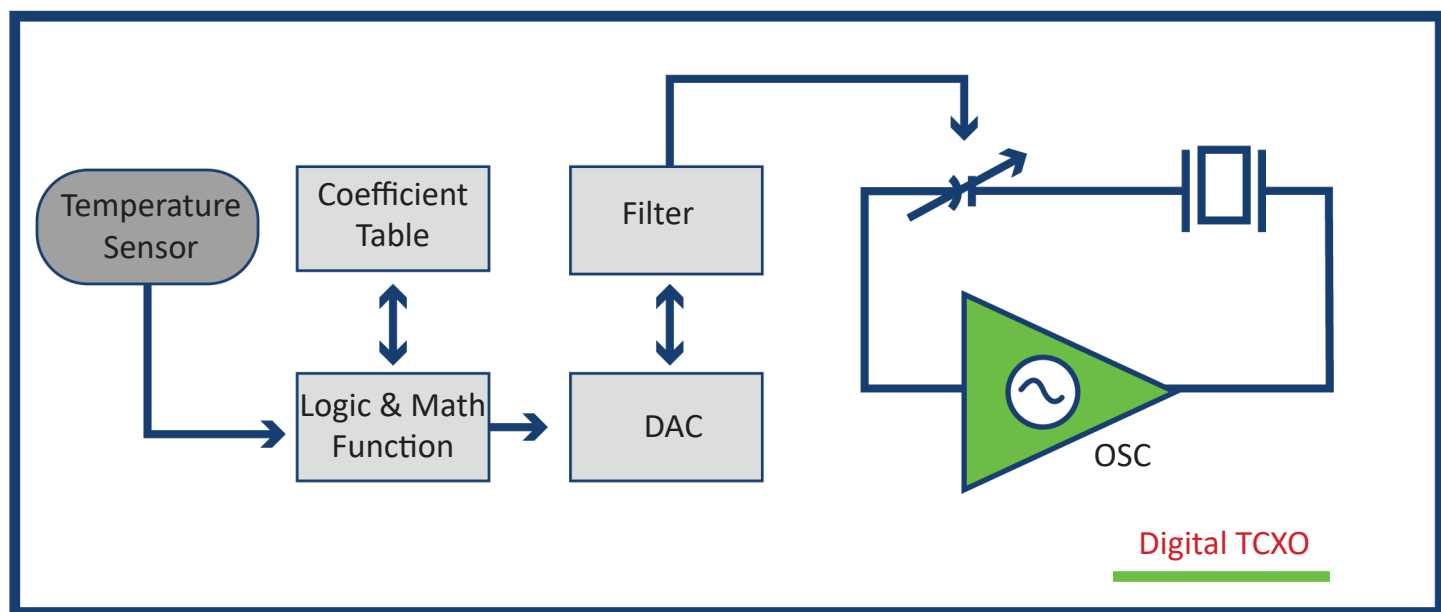 Temperature
Sensor
Coefficient
Table
Filter
Logic & Math
Function
DAC
OSC
Digital TCXO